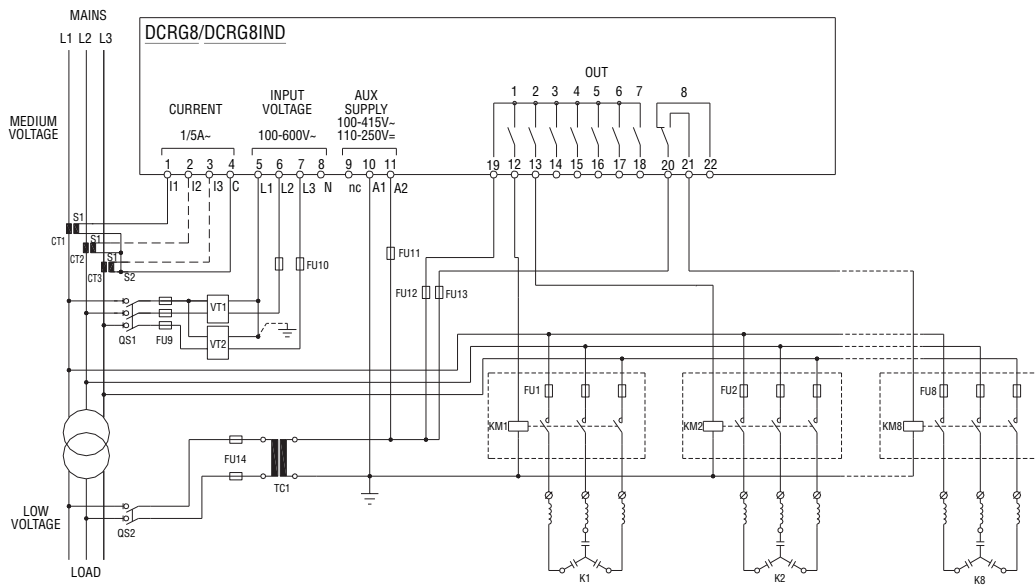 MAINS
L1 L2 L3
DCRG8/DCRG8IND
MEDIUM
VOLTAGE
CURRENT
1/5A~
INPUT
VOLTAGE
100-600V~
AUX
SUPPLY
100-415V~
110-250V=
OUT
1 2 3 4 5 6 7 8
1 2 3 4 5 6 7 8 9 10 11
19 12 13 14 15 16 17 18 20 21 22
I1 I2 I3 C L1 L2 L3 N nc A1 A2
S1
CT1
S1
CT2
S1
CT3
S2
FU11
FU10
FU12 FU13
VT1
QS1
FU9
VT2
FU1 FU2 FU8
KM1 KM2 KM8
FU14
TC1
LOW
VOLTAGE
QS2
LOAD
K1 K2 K8